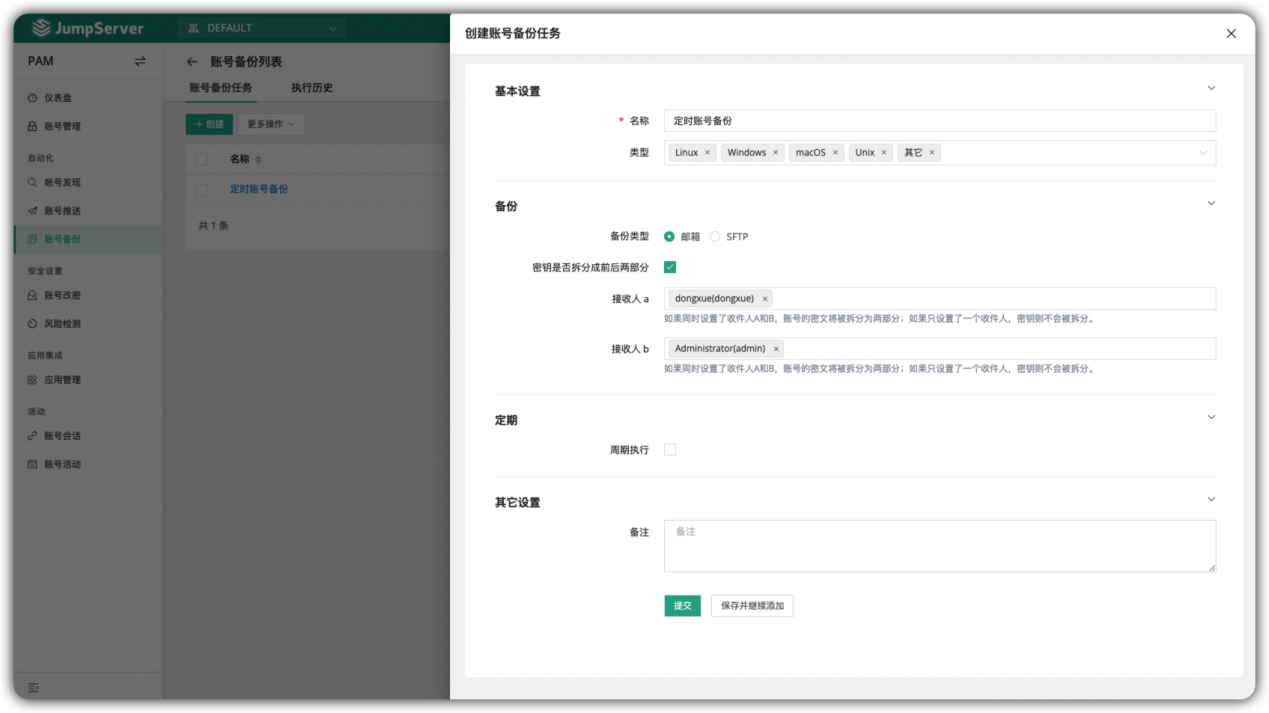 JumpServer
DEFAULT
PAM
仪表盘
账号管理
自动化
帐号发现
账号推送
账号备份
安全设置
账号改密
风险检测
应用集成
应用管理
活动
账号会话
账号活动
账号备份列表
账号备份任务 执行历史
+ 创建 更多操作
名称
定时账号备份
共 1 条
创建账号备份任务
基本设置
* 名称 定时账号备份
类型 Linux × Windows × macOS × Unix × 其它 ×
备份
备份类型 邮箱 SFTP
密钥是否拆分成前后两部分
接收人 a dongxue(dongxue) ×
如果同时设置了收件人A和B，账号的密文将被拆分为两部分；如果只设置了一个收件人，密钥则不会被拆分。
接收人 b Administrator(admin) ×
如果同时设置了收件人A和B，账号的密文将被拆分为两部分；如果只设置了一个收件人，密钥则不会被拆分。
定期
周期执行
其它设置
备注 备注
提交 保存并继续添加